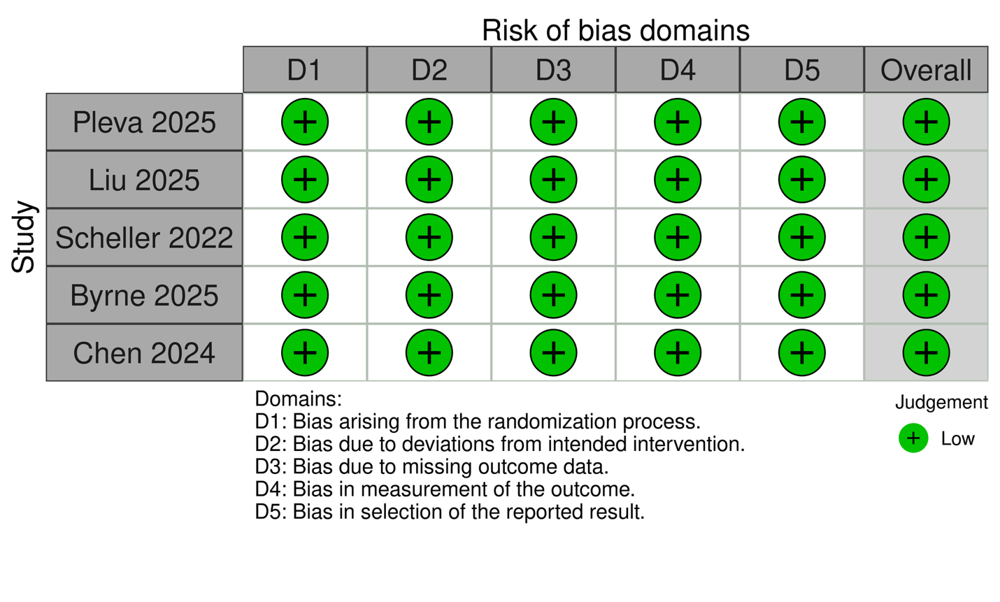 Risk of bias domains
D1 D2 D3 D4 D5 Overall
Study
Pleva 2025 + + + + + +
Liu 2025 + + + + + +
Scheller 2022 + + + + + +
Byrne 2025 + + + + + +
Chen 2024 + + + + + +
Domains:
D1: Bias arising from the randomization process.
D2: Bias due to deviations from intended intervention.
D3: Bias due to missing outcome data.
D4: Bias in measurement of the outcome.
D5: Bias in selection of the reported result.
Judgement
+ Low